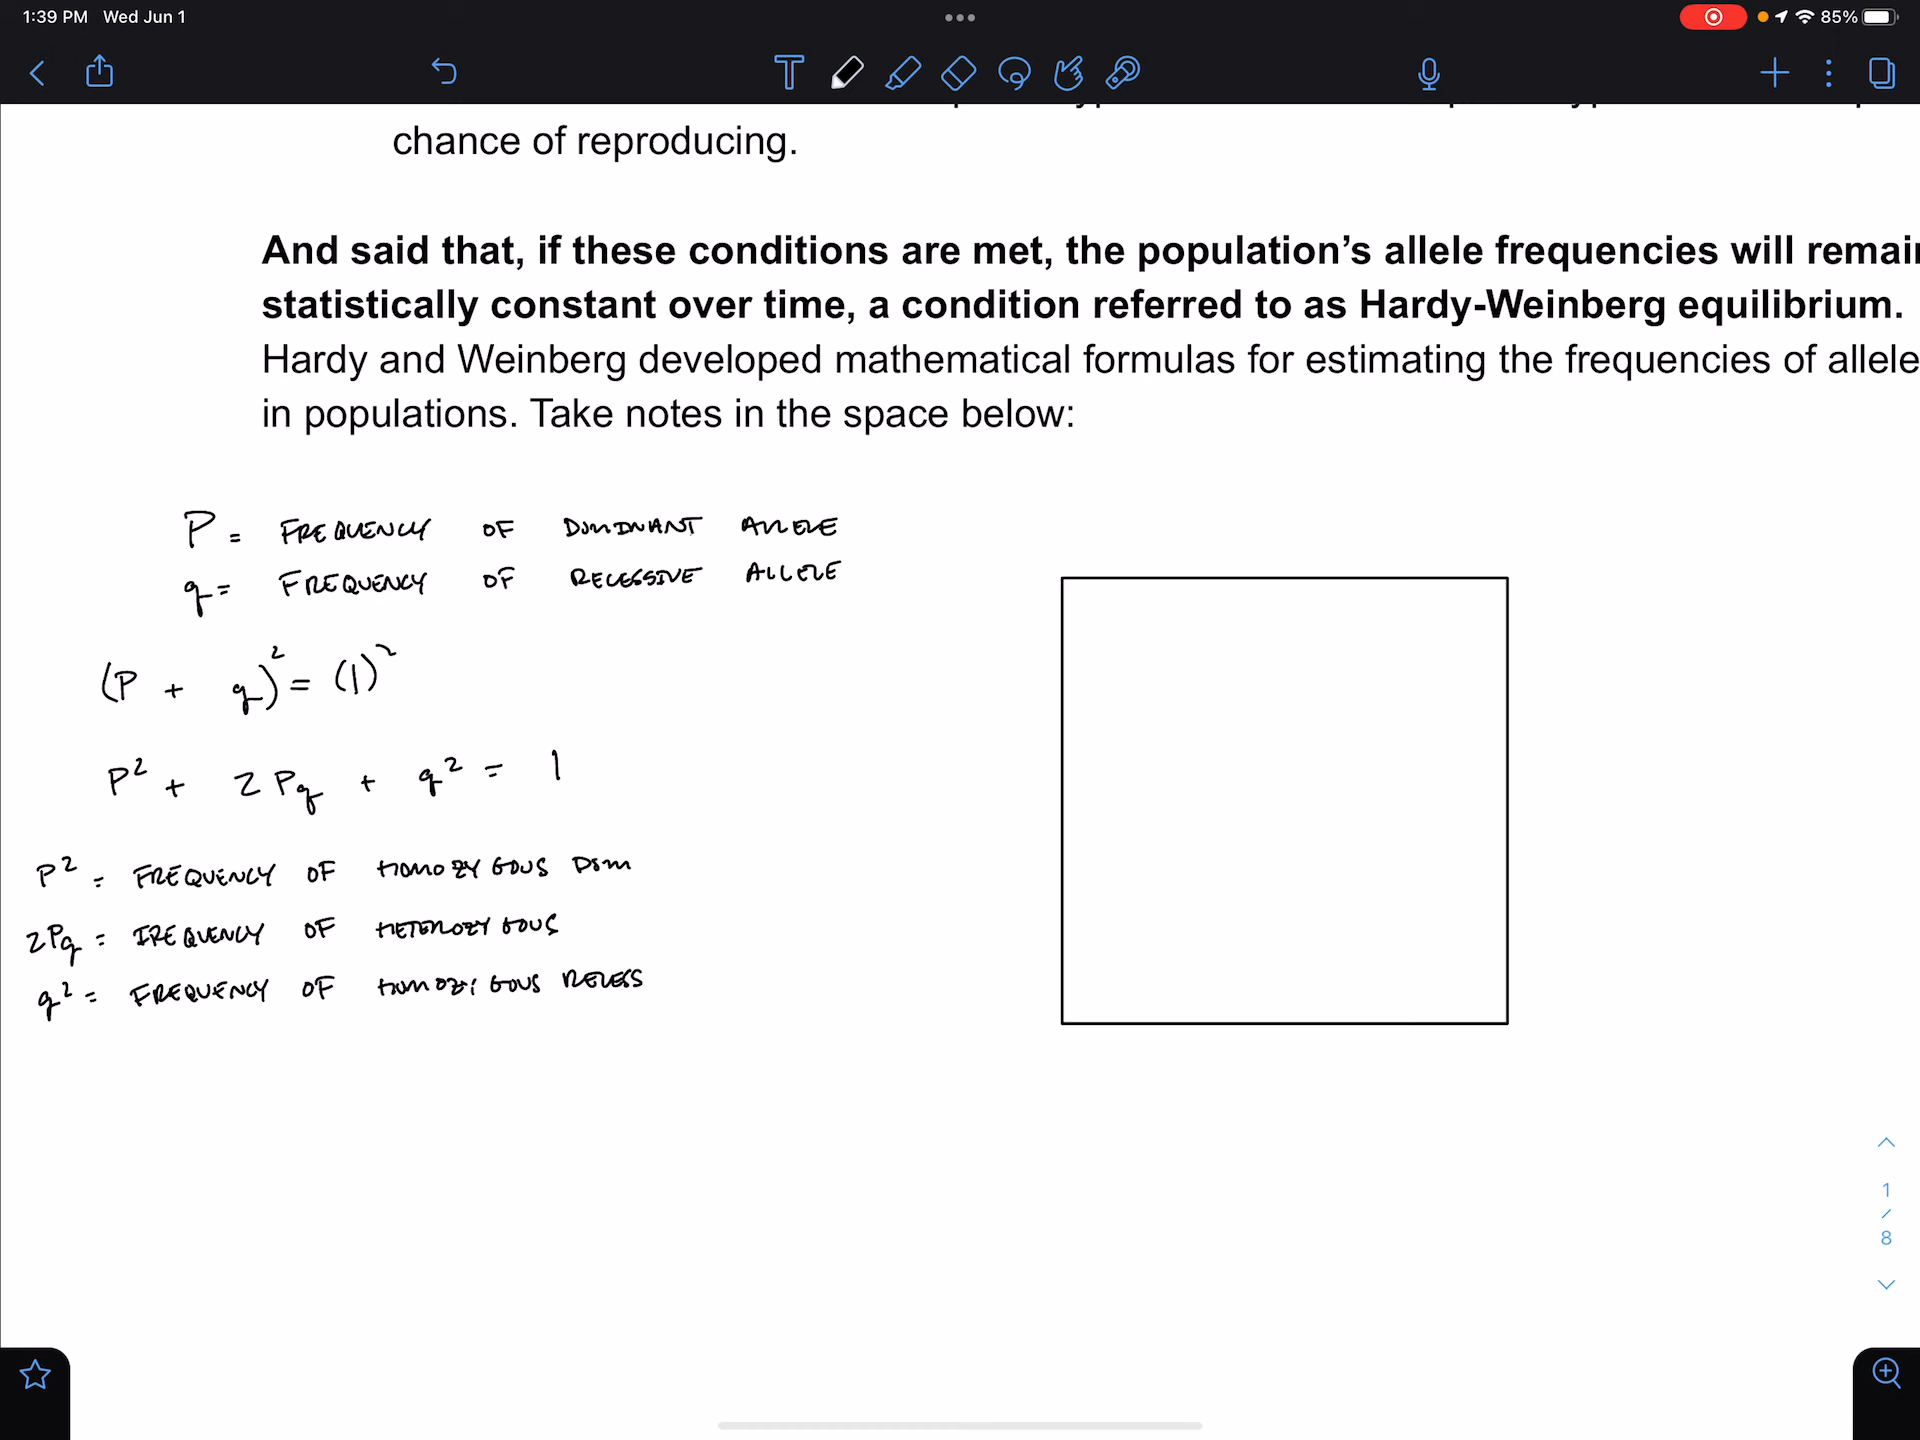 1:39 PM Wed Jun 1
85%
chance of reproducing.
And said that, if these conditions are met, the population's allele frequencies will remain
statistically constant over time, a condition referred to as Hardy-Weinberg equilibrium.
Hardy and Weinberg developed mathematical formulas for estimating the frequencies of allele
in populations. Take notes in the space below:
P = FREQUENCY OF DOMINANT ALLELE
q = FREQUENCY OF RECESSIVE ALLELE
(P + q)² = (1)²
P² + 2Pq + q² = 1
P² = FREQUENCY OF HOMOZYGOUS DOM
2Pq = FREQUENCY OF HETEROZYGOUS
q² = FREQUENCY OF HOMOZYGOUS RECESS
1
/
8